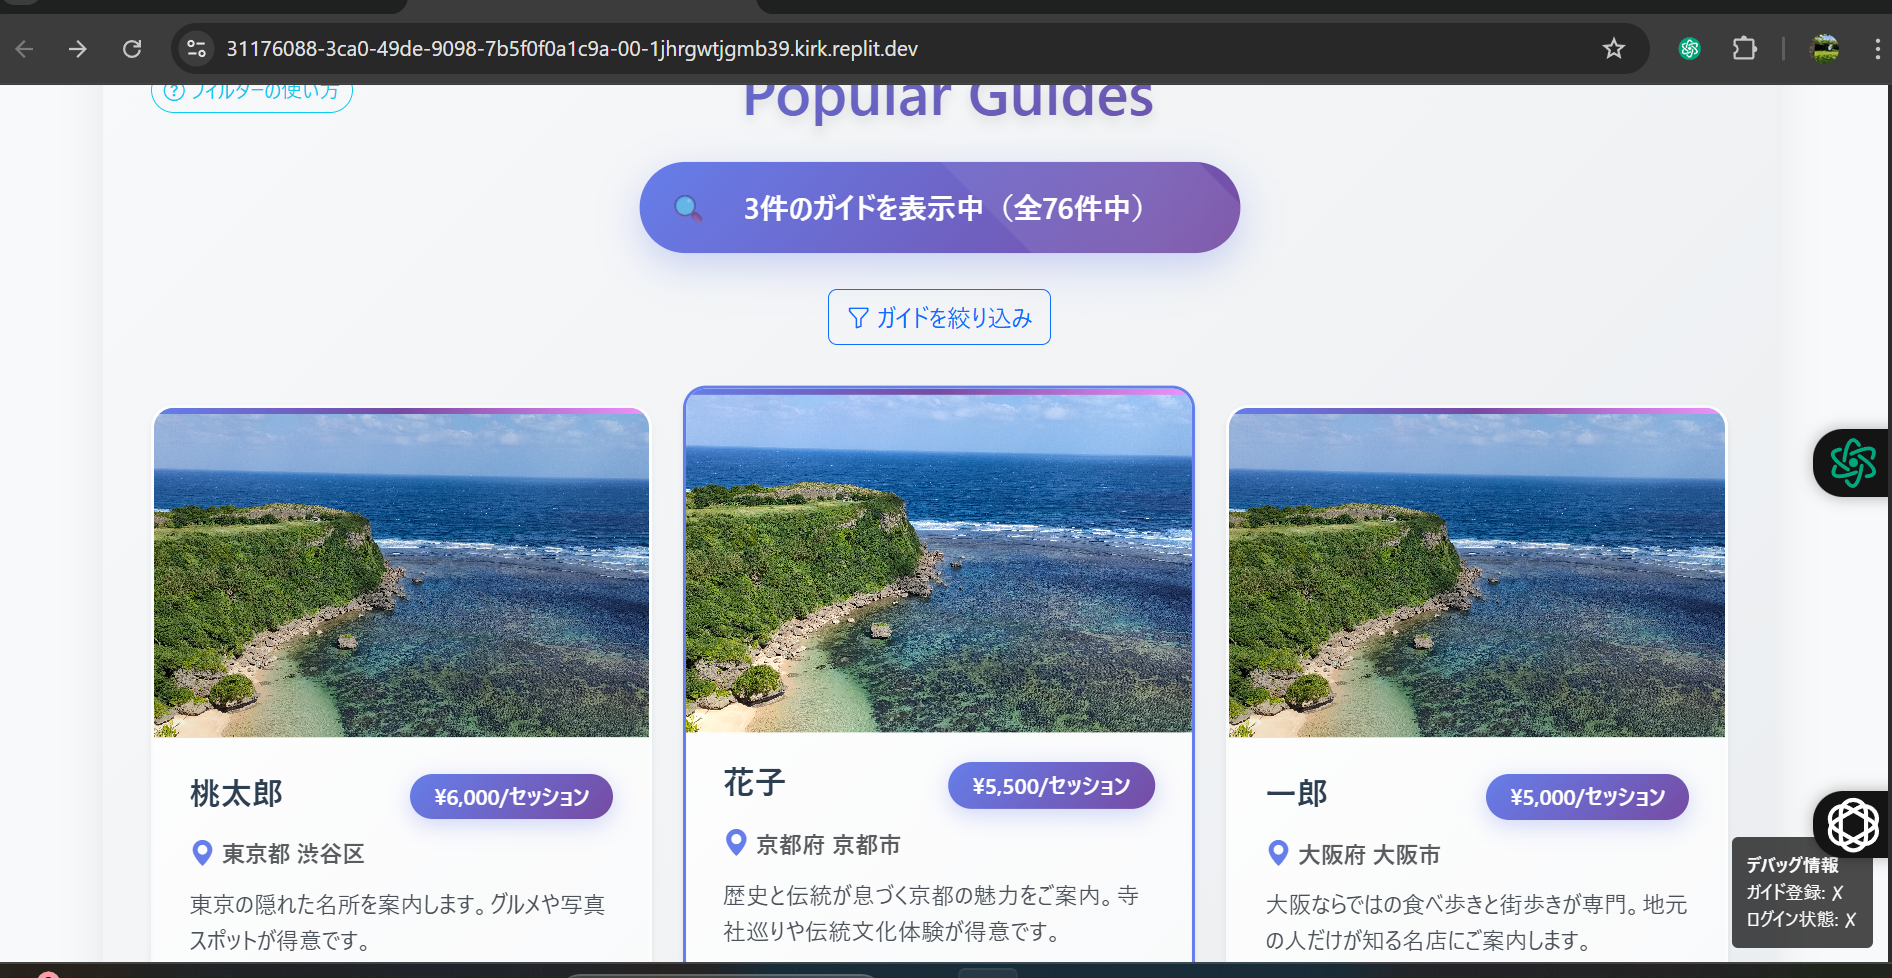 31176088-3ca0-49de-9098-7b5f0f0a1c9a-00-1jhrgwtjgmb39.kirk.replit.dev
フィルターの使い方
Popular Guides
3件のガイドを表示中（全76件中）
ガイドを絞り込み
桃太郎
¥6,000/セッション
東京都 渋谷区
東京の隠れた名所を案内します。グルメや写真
スポットが得意です。
花子
¥5,500/セッション
京都府 京都市
歴史と伝統が息づく京都の魅力をご案内。寺
社巡りや伝統文化体験が得意です。
一郎
¥5,000/セッション
大阪府 大阪市
大阪ならではの食べ歩きと街歩きが専門。地元
の人だけが知る名店にご案内します。
デバッグ情報
ガイド登録: ✗
ログイン状態: ✗